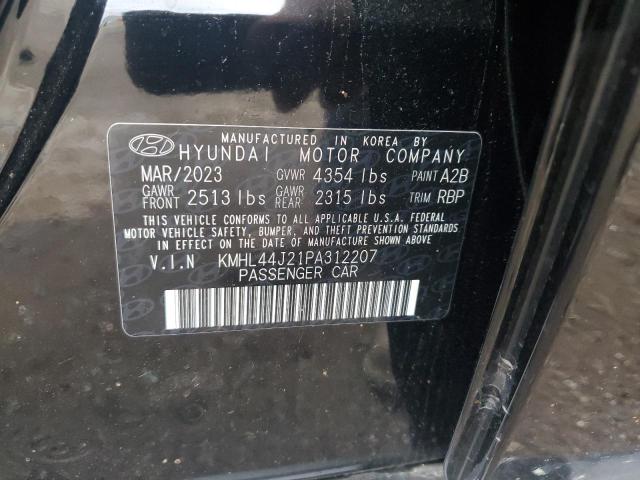 MANUFACTURED IN KOREA BY
HYUNDAI MOTOR COMPANY
MAR/2023 GVWR 4354 lbs PAINT A2B
GAWR FRONT 2513 lbs GAWR REAR 2315 lbs TRIM RBP
THIS VEHICLE CONFORMS TO ALL APPLICABLE U.S.A. FEDERAL
MOTOR VEHICLE SAFETY, BUMPER, AND THEFT PREVENTION STANDARDS
IN EFFECT ON THE DATE OF MANUFACTURE SHOWN ABOVE.
V.I.N KMHL44J21PA312207
PASSENGER CAR